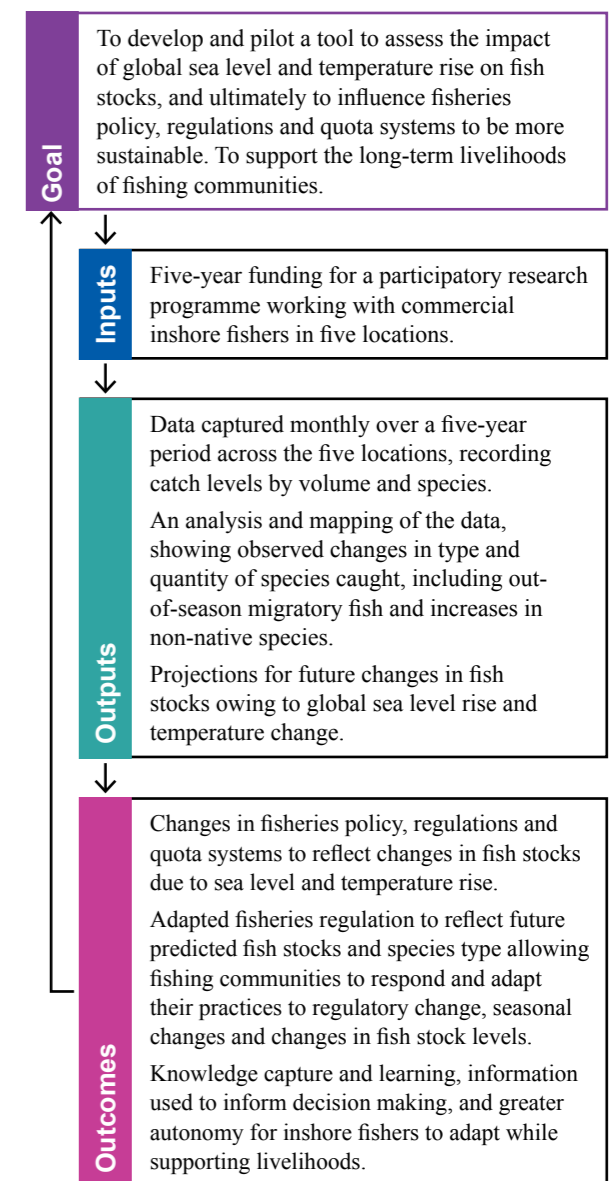 Goal
To develop and pilot a tool to assess the impact
of global sea level and temperature rise on fish
stocks, and ultimately to influence fisheries
policy, regulations and quota systems to be more
sustainable. To support the long-term livelihoods
of fishing communities.
Inputs
Five-year funding for a participatory research
programme working with commercial
inshore fishers in five locations.
Outputs
Data captured monthly over a five-year
period across the five locations, recording
catch levels by volume and species.
An analysis and mapping of the data,
showing observed changes in type and
quantity of species caught, including out-
of-season migratory fish and increases in
non-native species.
Projections for future changes in fish
stocks owing to global sea level rise and
temperature change.
Outcomes
Changes in fisheries policy, regulations and
quota systems to reflect changes in fish stocks
due to sea level and temperature rise.
Adapted fisheries regulation to reflect future
predicted fish stocks and species type allowing
fishing communities to respond and adapt
their practices to regulatory change, seasonal
changes and changes in fish stock levels.
Knowledge capture and learning, information
used to inform decision making, and greater
autonomy for inshore fishers to adapt while
supporting livelihoods.